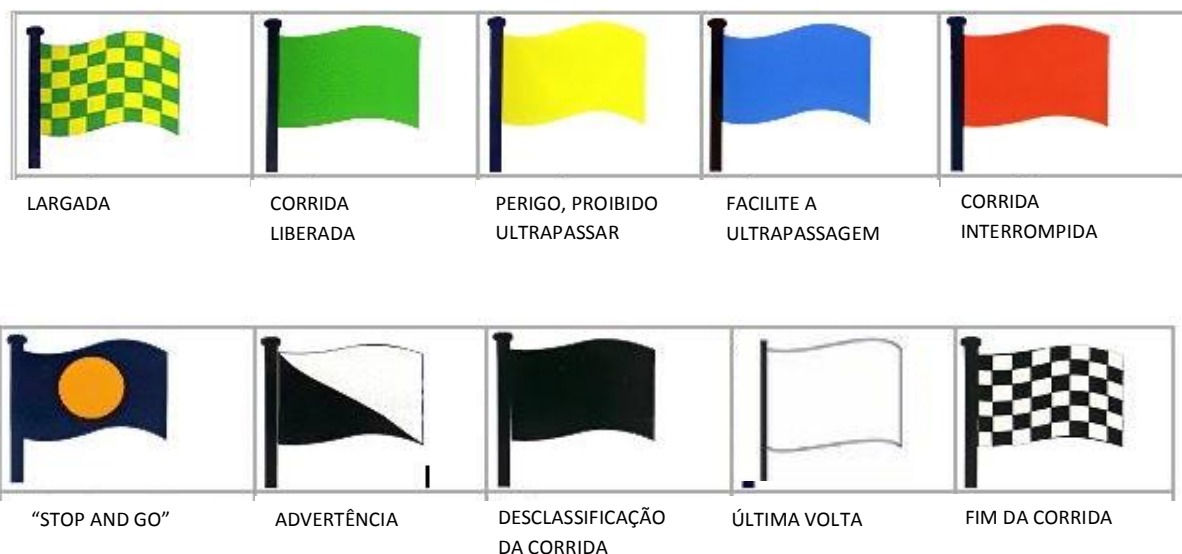 LARGADA
CORRIDA
LIBERADA
PERIGO, PROIBIDO
ULTRAPASSAR
FACILITE A
ULTRAPASSAGEM
CORRIDA
INTERROMPIDA
“STOP AND GO”
ADVERTÊNCIA
DESCLASSIFICAÇÃO
DA CORRIDA
ÚLTIMA VOLTA
FIM DA CORRIDA